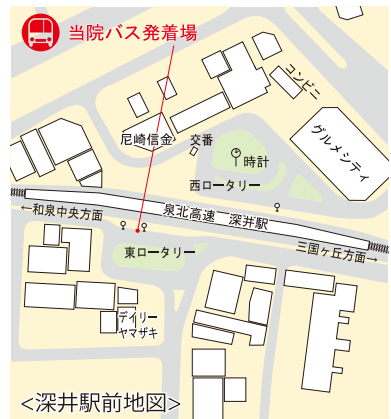 当院バス発着場
コンビニ
尼崎信金
交番
グルメシティ
時計
西ロータリー
泉北高速 深井駅
←和泉中央方面
三国ヶ丘方面→
東ロータリー
デイリー
ヤマザキ
<深井駅前地図>